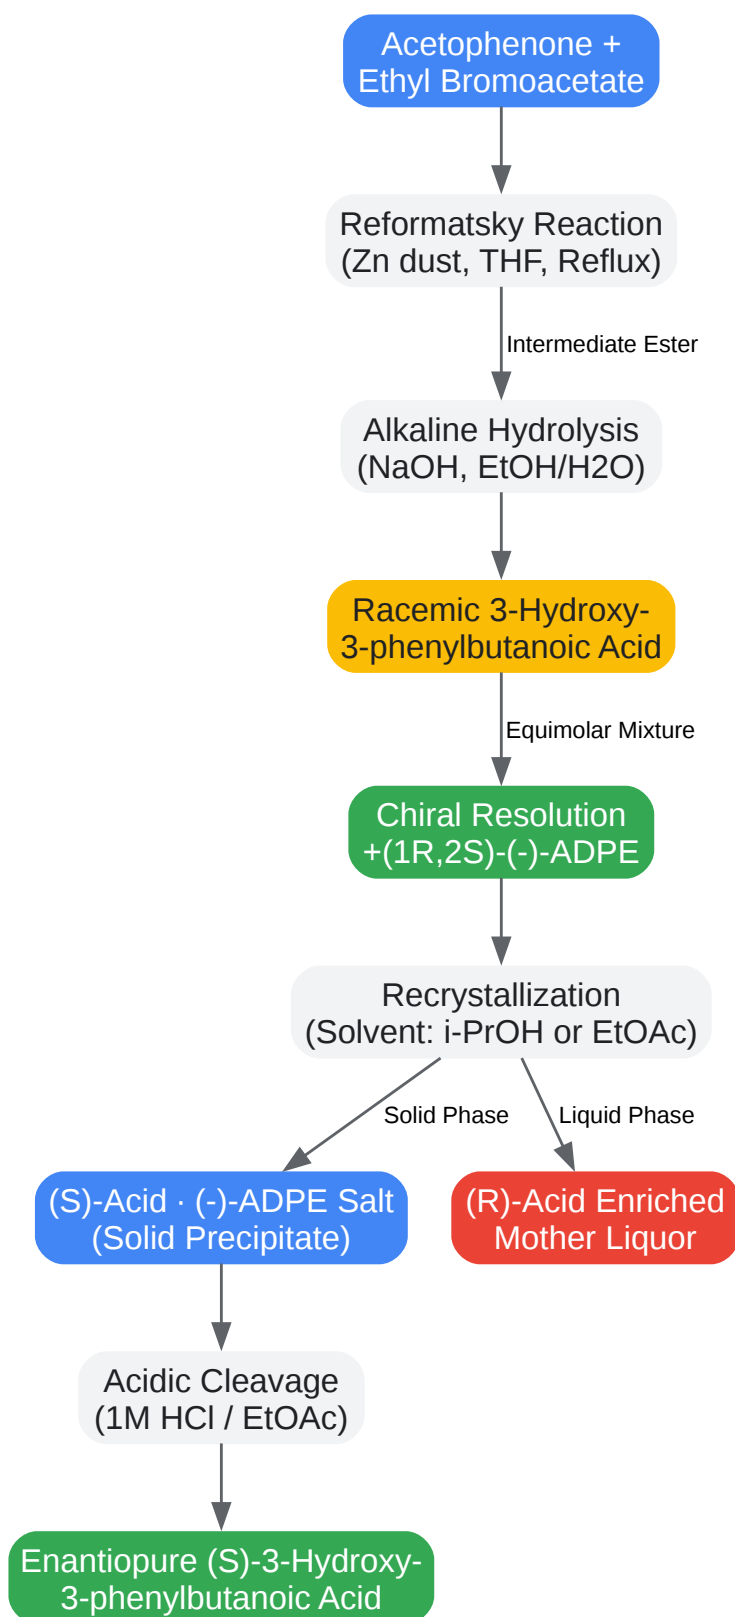 Acetophenone +
Ethyl Bromoacetate
Reformatsky Reaction
(Zn dust, THF, Reflux)
Intermediate Ester
Alkaline Hydrolysis
(NaOH, EtOH/H2O)
Racemic 3-Hydroxy-
3-phenylbutanoic Acid
Equimolar Mixture
Chiral Resolution
+(1R,2S)-(-)-ADPE
Recrystallization
(Solvent: i-PrOH or EtOAc)
Solid Phase
Liquid Phase
(S)-Acid · (-)-ADPE Salt
(Solid Precipitate)
(R)-Acid Enriched
Mother Liquor
Acidic Cleavage
(1M HCl / EtOAc)
Enantiopure (S)-3-Hydroxy-
3-phenylbutanoic Acid